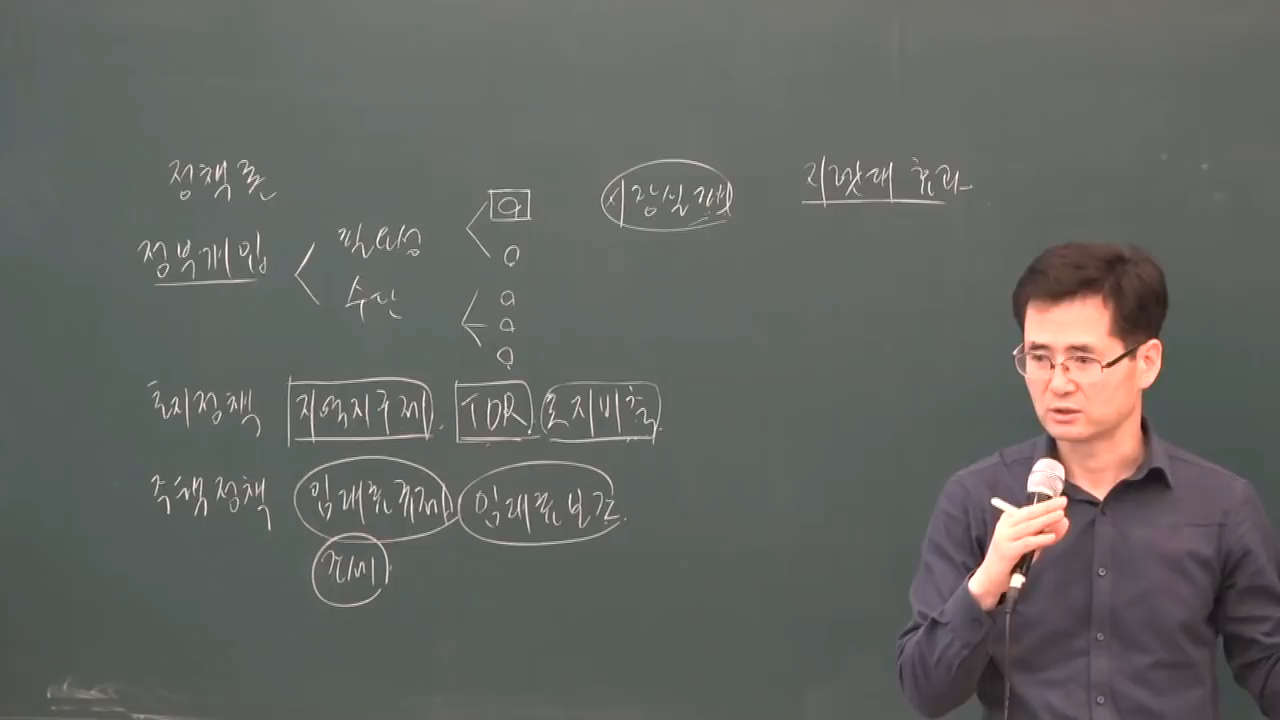 정책론
시장실패
지렛대 효과
정부개입
필요성
수단
토지정책 지역지구제. TDR. 토지비축.
주택정책 임대료규제 임대료보조.
조세